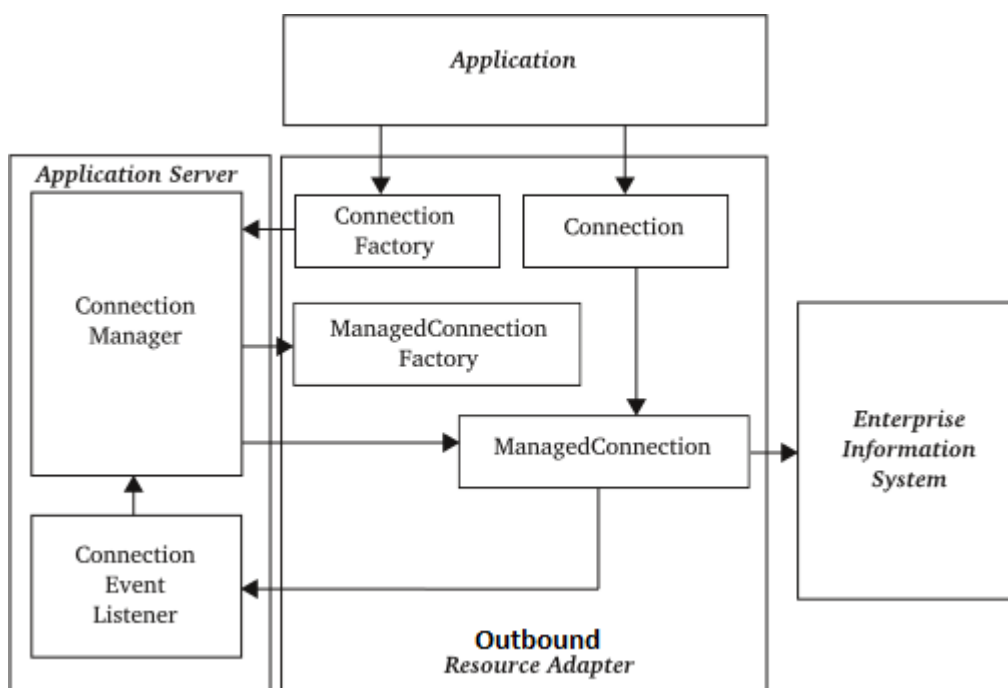 Application
Application Server
Connection
Factory
Connection
Connection
Manager
ManagedConnection
Factory
ManagedConnection
Enterprise
Information
System
Connection
Event
Listener
Outbound
Resource Adapter